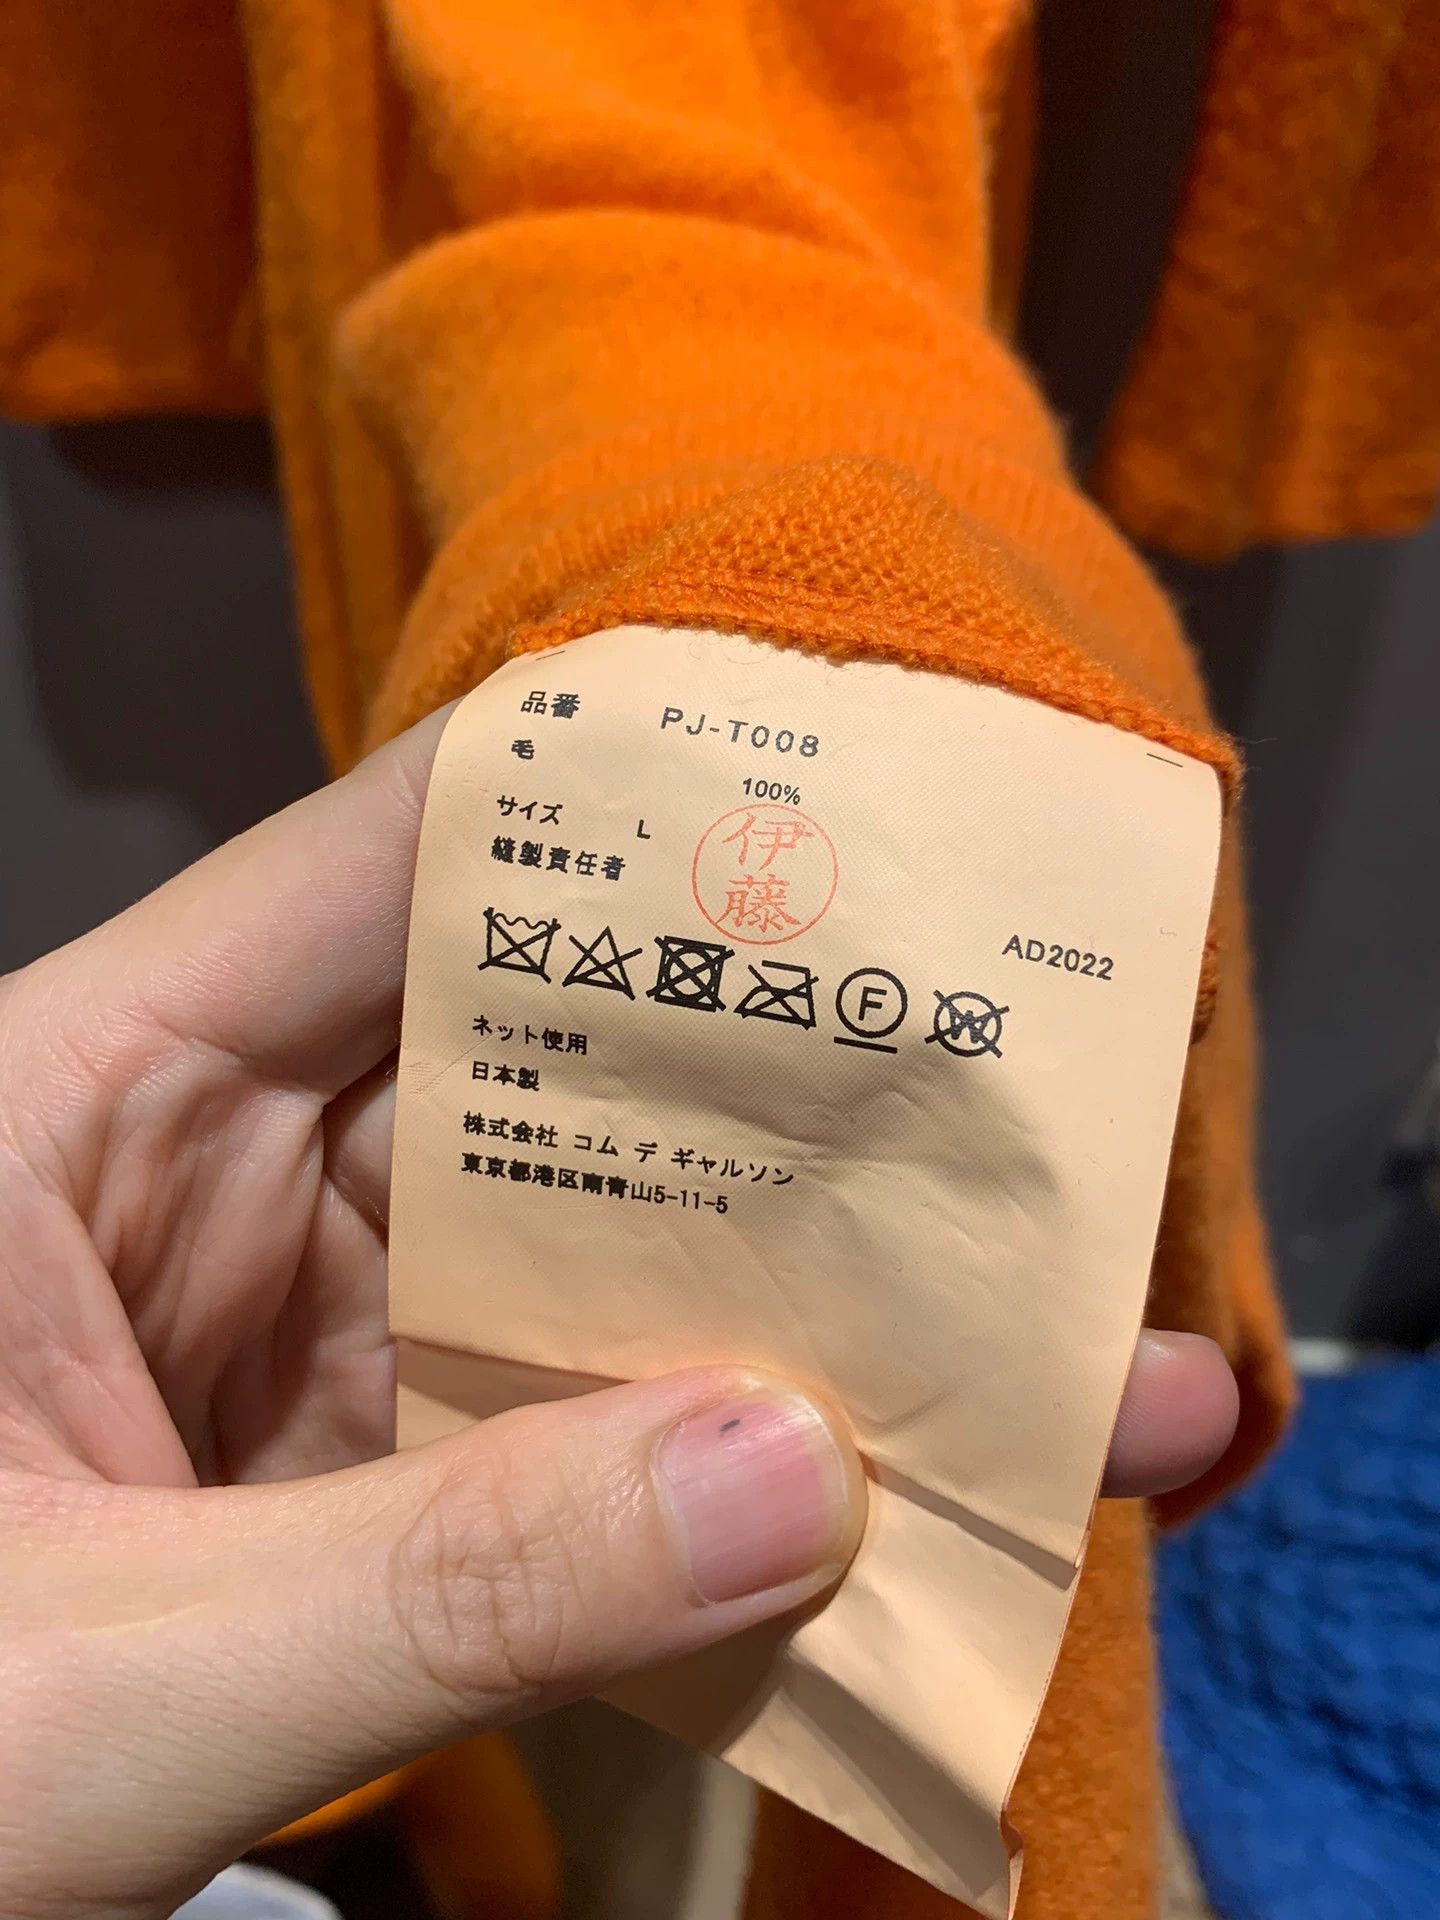 品番 PJ-T008
毛 100%
サイズ L
縫製責任者 伊藤
AD2022
F W
ネット使用
日本製
株式会社 コム デ ギャルソン
東京都港区南青山5-11-5